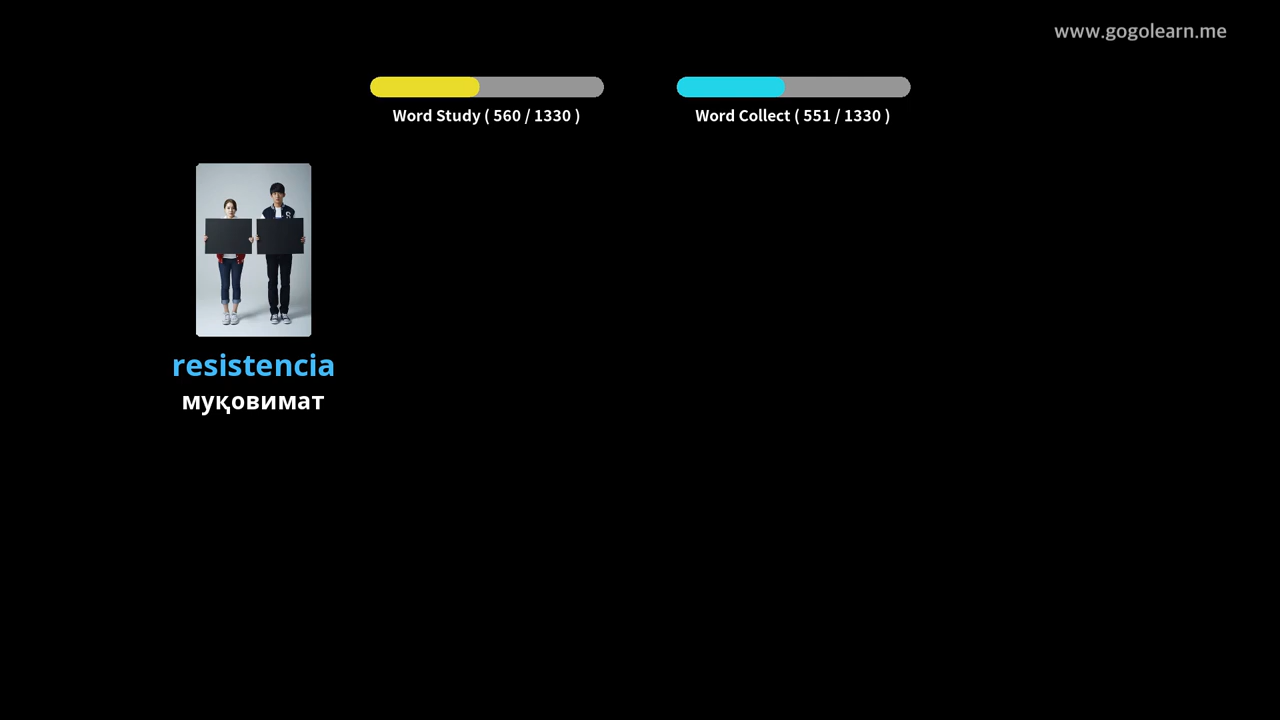 www.gogolearn.me
Word Study ( 560 / 1330 )
Word Collect ( 551 / 1330 )
resistencia
муқовимат